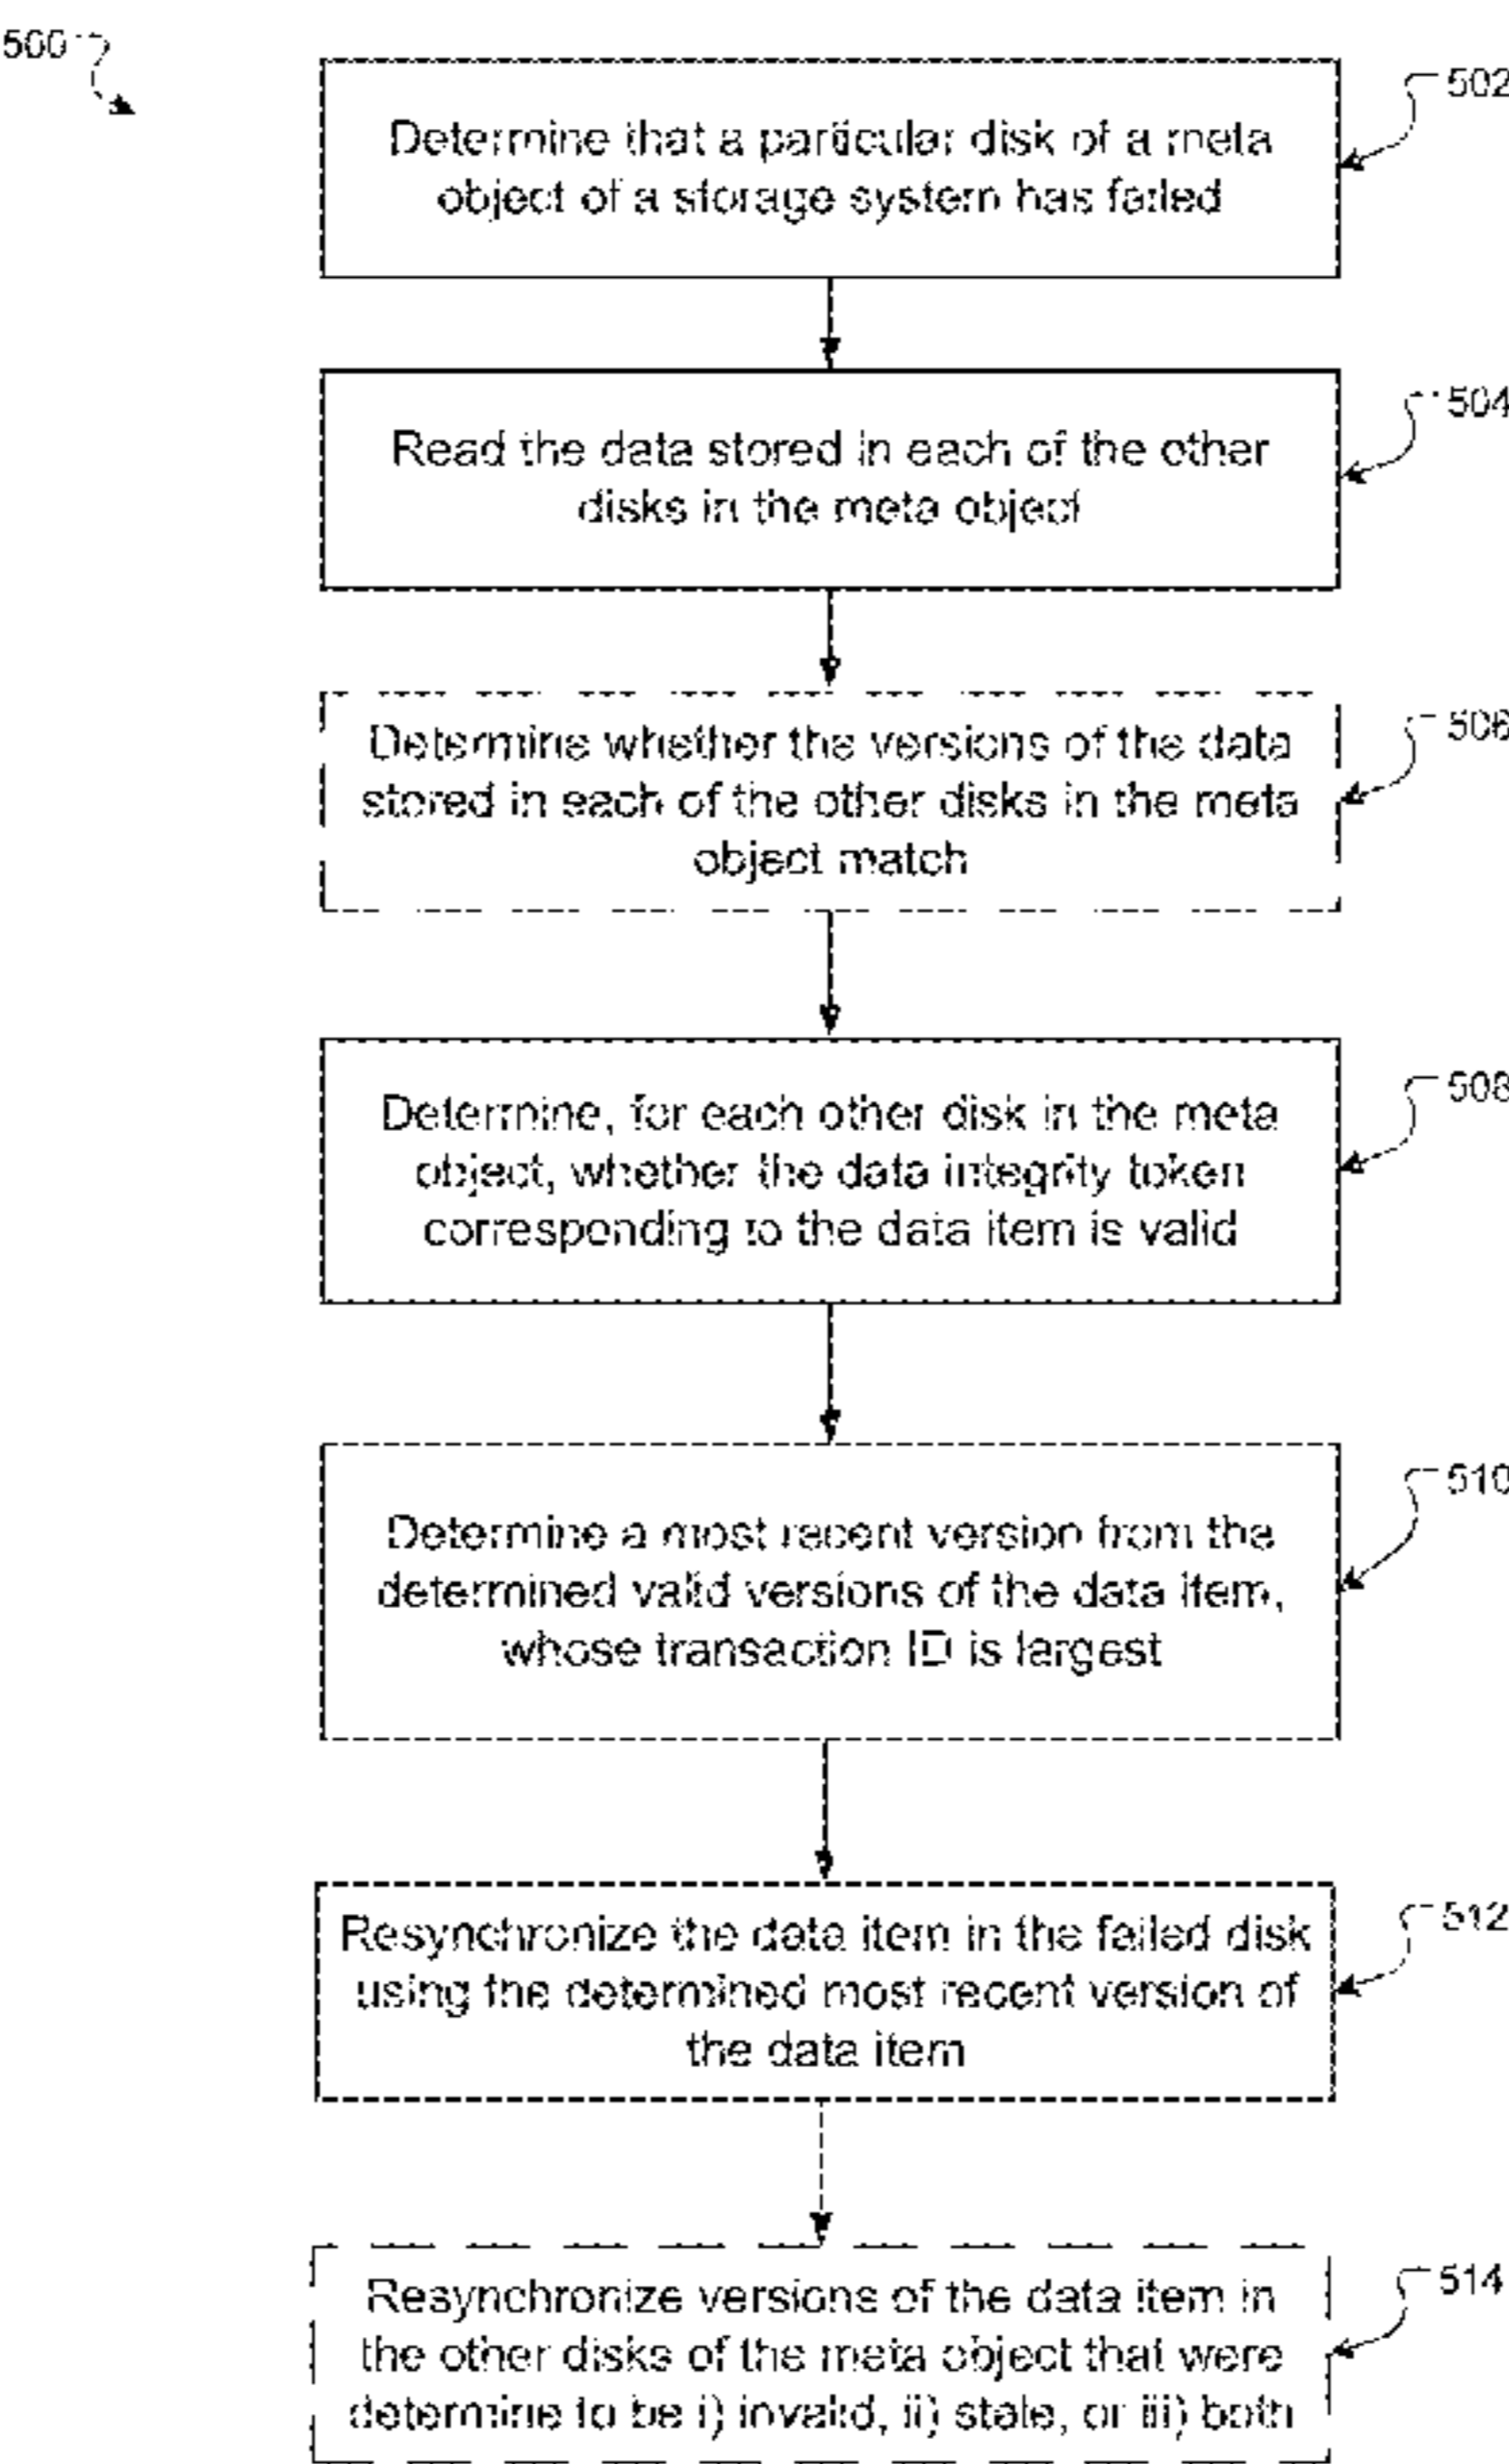 500
502
Determine that a particular disk of a meta
object of a storage system has failed
504
Read the data stored in each of the other
disks in the meta object
506
Determine whether the versions of the data
stored in each of the other disks in the meta
object match
508
Determine, for each other disk in the meta
object, whether the data integrity token
corresponding to the data item is valid
510
Determine a most recent version from the
determined valid versions of the data item,
whose transaction ID is largest
512
Resynchronize the data item in the failed disk
using the determined most recent version of
the data item
514
Resynchronize versions of the data item in
the other disks of the meta object that were
determine to be i) invalid, ii) stale, or iii) both